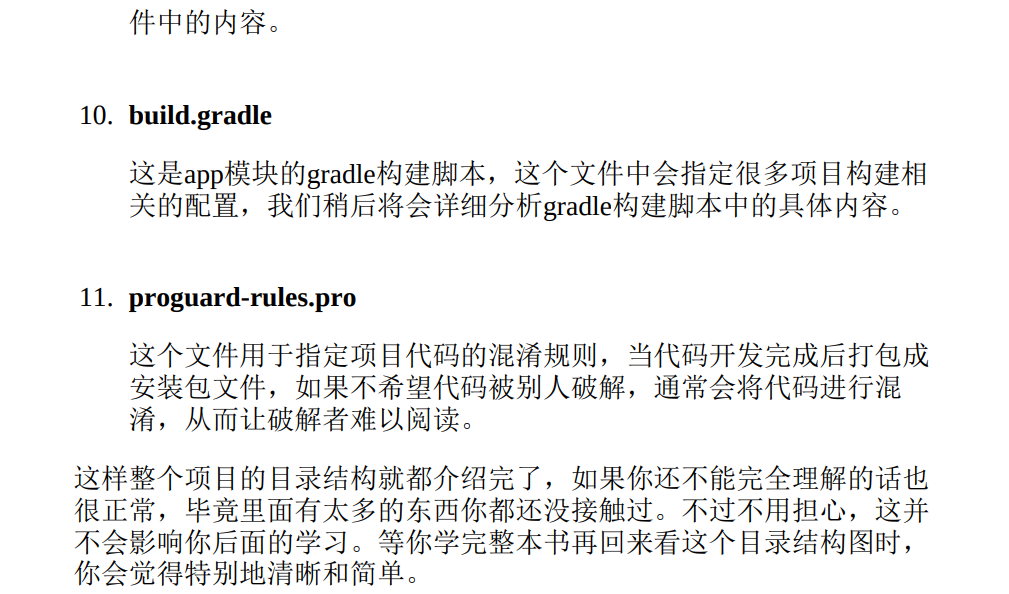 件中的内容。
10. build.gradle
这是app模块的gradle构建脚本，这个文件中会指定很多项目构建相
关的配置，我们稍后将会详细分析gradle构建脚本中的具体内容。
11. proguard-rules.pro
这个文件用于指定项目代码的混淆规则，当代码开发完成后打包成
安装包文件，如果不希望代码被别人破解，通常会将代码进行混
淆，从而让破解者难以阅读。
这样整个项目的目录结构就都介绍完了，如果你还不能完全理解的话也
很正常，毕竟里面有太多的东西你都还没接触过。不过不用担心，这并
不会影响你后面的学习。等你学完整本书再回来看这个目录结构图时，
你会觉得特别地清晰和简单。